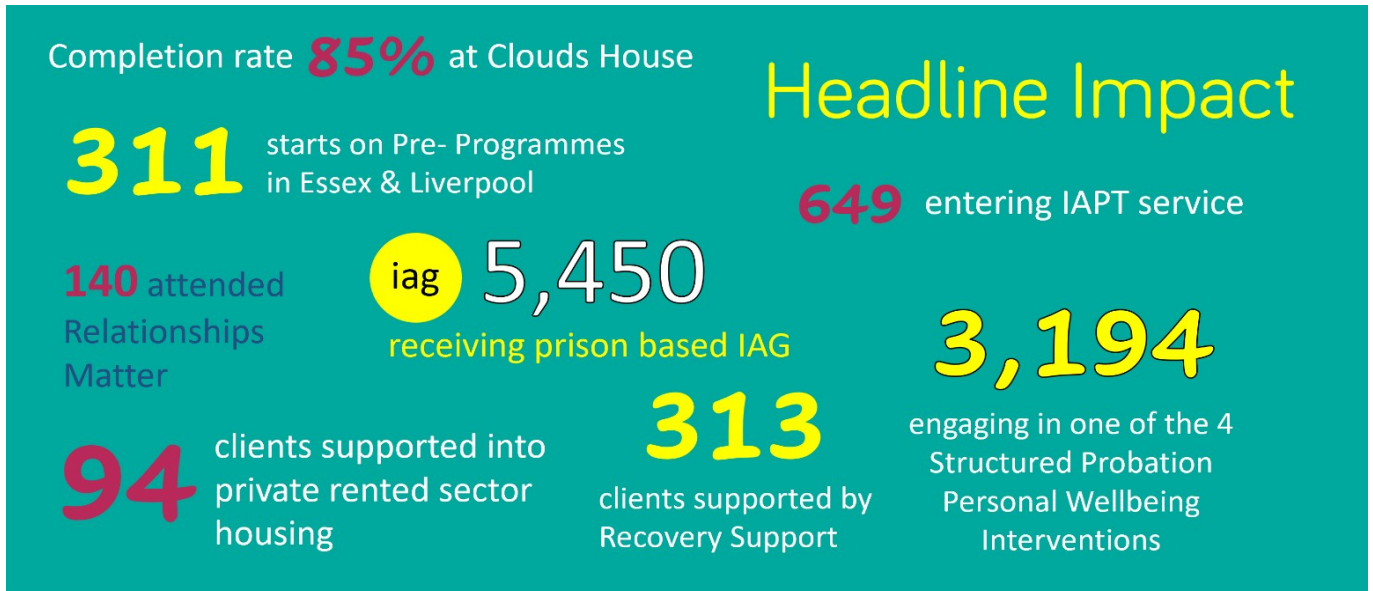 Completion rate 85% at Clouds House
Headline Impact
311 starts on Pre- Programmes
in Essex & Liverpool
649 entering IAPT service
140 attended
Relationships
Matter
iag 5,450
receiving prison based IAG
3,194
engaging in one of the 4
Structured Probation
Personal Wellbeing
Interventions
94 clients supported into
private rented sector
housing
313
clients supported by
Recovery Support